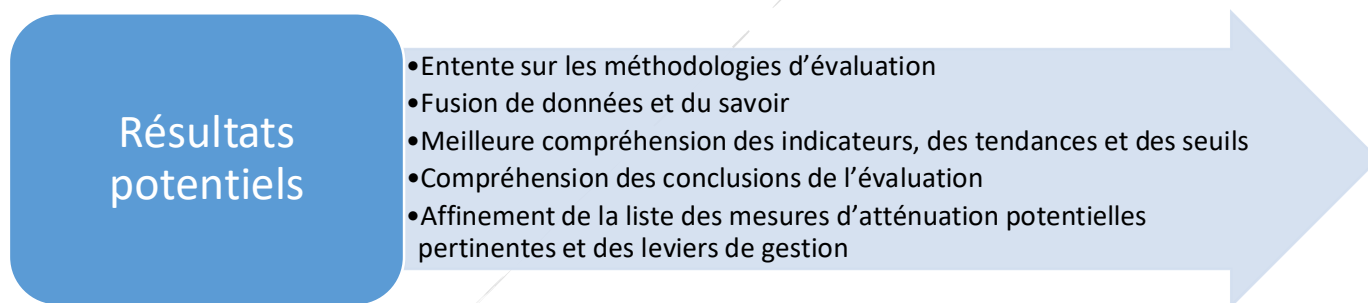 Résultats
potentiels
•Entente sur les méthodologies d’évaluation
•Fusion de données et du savoir
•Meilleure compréhension des indicateurs, des tendances et des seuils
•Compréhension des conclusions de l’évaluation
•Affinement de la liste des mesures d’atténuation potentielles
pertinentes et des leviers de gestion